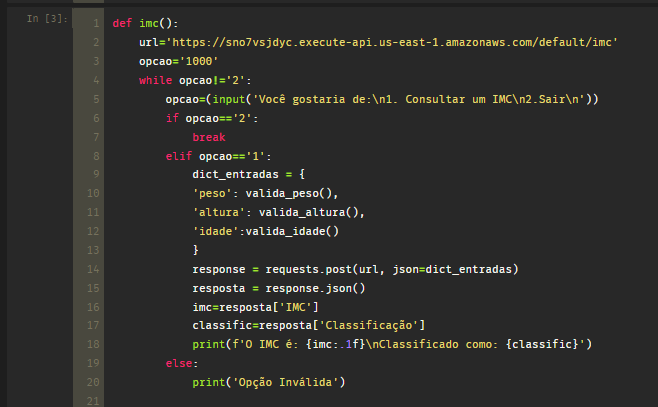 In [3]:
1 def imc():
2     url='https://sno7vsjdyc.execute-api.us-east-1.amazonaws.com/default/imc'
3     opcao='1000'
4     while opcao!='2':
5         opcao=(input('Você gostaria de:\n1. Consultar um IMC\n2.Sair\n'))
6         if opcao=='2':
7             break
8         elif opcao=='1':
9             dict_entradas = {
10             'peso': valida_peso(),
11             'altura': valida_altura(),
12             'idade':valida_idade()
13             }
14             response = requests.post(url, json=dict_entradas)
15             resposta = response.json()
16             imc=resposta['IMC']
17             classific=resposta['Classificação']
18             print(f'O IMC é: {imc:.1f}\nClassificado como: {classific}')
19         else:
20             print('Opção Inválida')
21